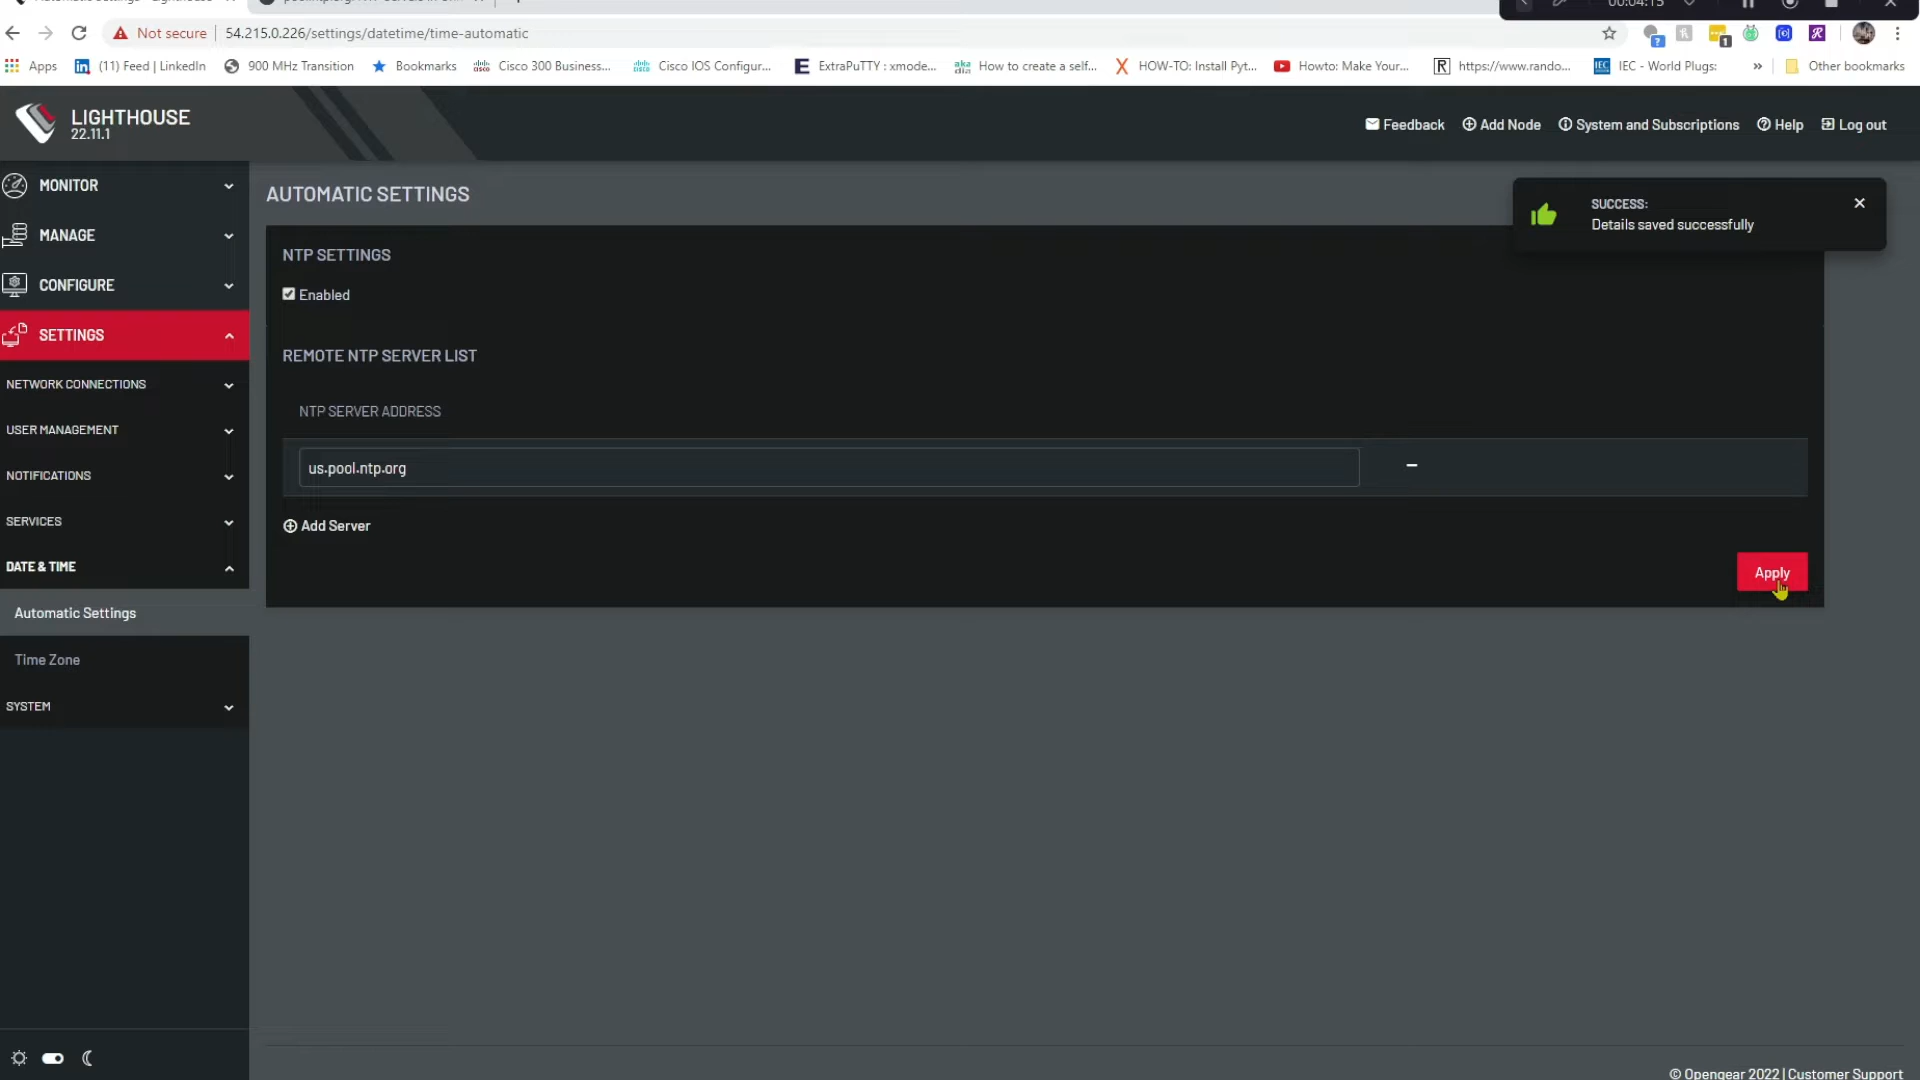 00:04:15
Not secure
54.215.0.226/settings/datetime/time-automatic
Apps
(11) Feed | LinkedIn
900 MHz Transition
Bookmarks
Cisco 300 Business...
Cisco IOS Configur...
ExtraPuTTY : xmode...
How to create a self...
HOW-TO: Install Pyt...
Howto: Make Your...
https://www.rando...
IEC - World Plugs:
»
Other bookmarks
LIGHTHOUSE
22.11.1
Feedback
Add Node
System and Subscriptions
Help
Log out
MONITOR
MANAGE
CONFIGURE
SETTINGS
NETWORK CONNECTIONS
USER MANAGEMENT
NOTIFICATIONS
SERVICES
DATE & TIME
Automatic Settings
Time Zone
SYSTEM
AUTOMATIC SETTINGS
SUCCESS:
Details saved successfully
NTP SETTINGS
Enabled
REMOTE NTP SERVER LIST
NTP SERVER ADDRESS
us.pool.ntp.org
Add Server
Apply
© Opengear 2022 | Customer Support